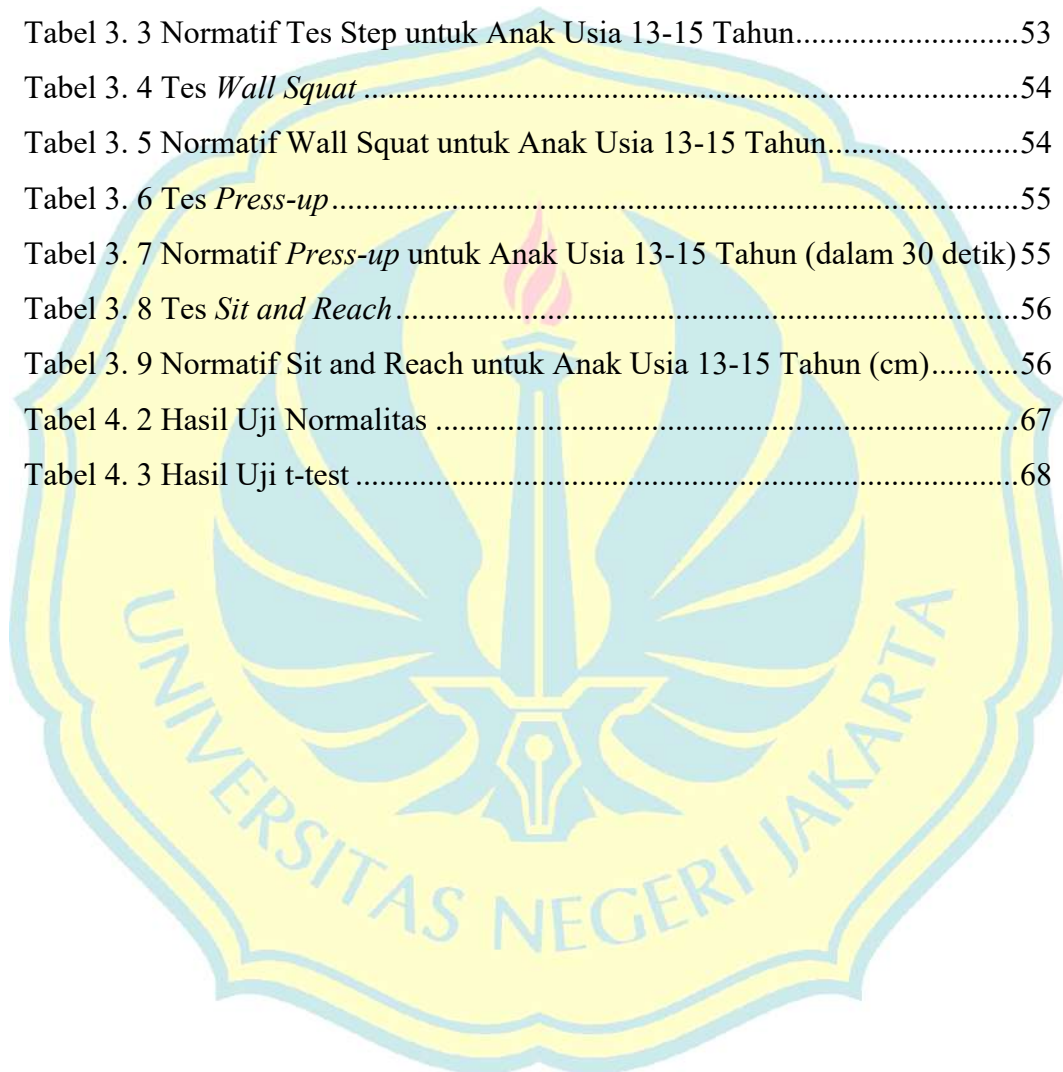 Tabel 3. 3 Normatif Tes Step untuk Anak Usia 13-15 Tahun..............................53
Tabel 3. 4 Tes Wall Squat..............................54
Tabel 3. 5 Normatif Wall Squat untuk Anak Usia 13-15 Tahun..............................54
Tabel 3. 6 Tes Press-up..............................55
Tabel 3. 7 Normatif Press-up untuk Anak Usia 13-15 Tahun (dalam 30 detik) 55
Tabel 3. 8 Tes Sit and Reach..............................56
Tabel 3. 9 Normatif Sit and Reach untuk Anak Usia 13-15 Tahun (cm)...........56
Tabel 4. 2 Hasil Uji Normalitas..............................67
Tabel 4. 3 Hasil Uji t-test..............................68
UNIVERSITAS NEGERI JAKARTA